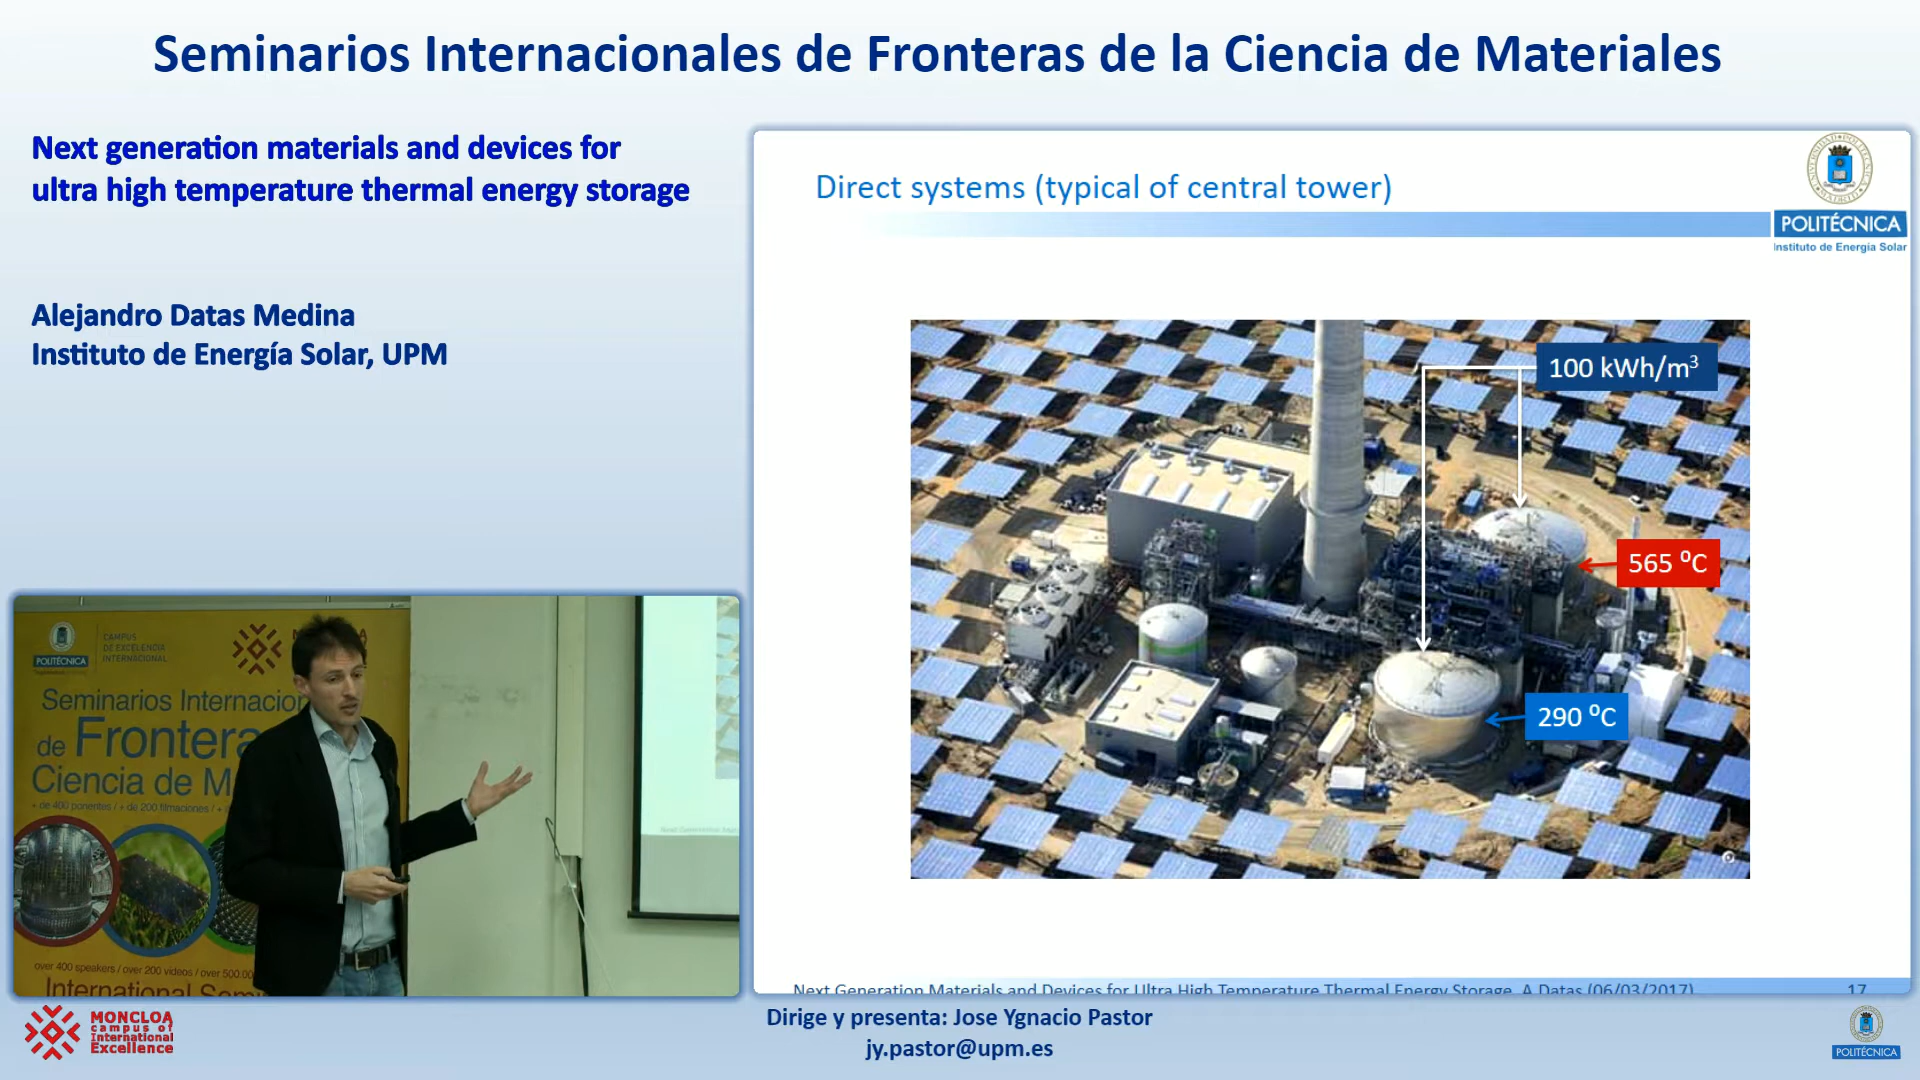 Seminarios Internacionales de Fronteras de la Ciencia de Materiales
Next generation materials and devices for
ultra high temperature thermal energy storage
Alejandro Datas Medina
Instituto de Energía Solar, UPM
Direct systems (typical of central tower)
POLITÉCNICA
Instituto de Energía Solar
100 kWh/m³
565 ºC
290 ºC
Next Generation Materials and Devices for Ultra High Temperature Thermal Energy Storage, A.Datas (06/03/2017)
17
POLITÉCNICA
CAMPUS
DE EXCELENCIA
INTERNACIONAL
Seminarios Internacion
de Frontera
Ciencia de M
+ de 400 ponentes / + de 200 filmaciones / +
over 400 speakers / over 200 videos / over 500.00
International Semi
MONCLOA
campus of
International
Excellence
Dirige y presenta: Jose Ygnacio Pastor
jy.pastor@upm.es
POLITÉCNICA